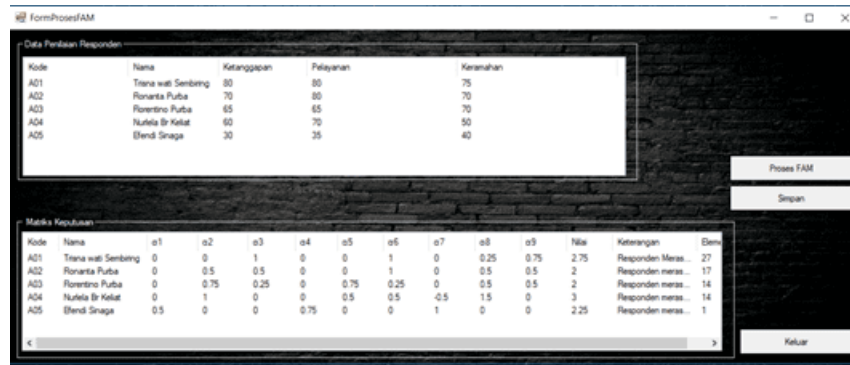 FormProsesFAM
Data Penilaian Responden
Kode Nama Ketanggapan Pelayanan Keramahan
A01 Triana wati Sembiring 80 80 75
A02 Ronanta Purba 70 80 70
A03 Florentino Purba 65 65 70
A04 Nurlela Br Keliat 60 70 50
A05 Efendi Sinaga 30 35 40
Proses FAM
Simpan
Matriks Keputusan
Kode Nama α1 α2 α3 α4 α5 α6 α7 α8 α9 Nilai Keterangan Eleme
A01 Triana wati Sembiring 0 0 1 0 0 1 0 0.25 0.75 2.75 Responden Meras... 27
A02 Ronanta Purba 0 0.5 0.5 0 0 1 0 0.5 0.5 2 Responden meras... 17
A03 Florentino Purba 0 0.75 0.25 0 0.75 0.25 0 0.5 0.5 2 Responden meras... 14
A04 Nurlela Br Keliat 0 1 0 0 0.5 0.5 -0.5 1.5 0 3 Responden meras... 14
A05 Efendi Sinaga 0.5 0 0 0.75 0 0 1 0 0 2.25 Responden meras... 1
Keluar